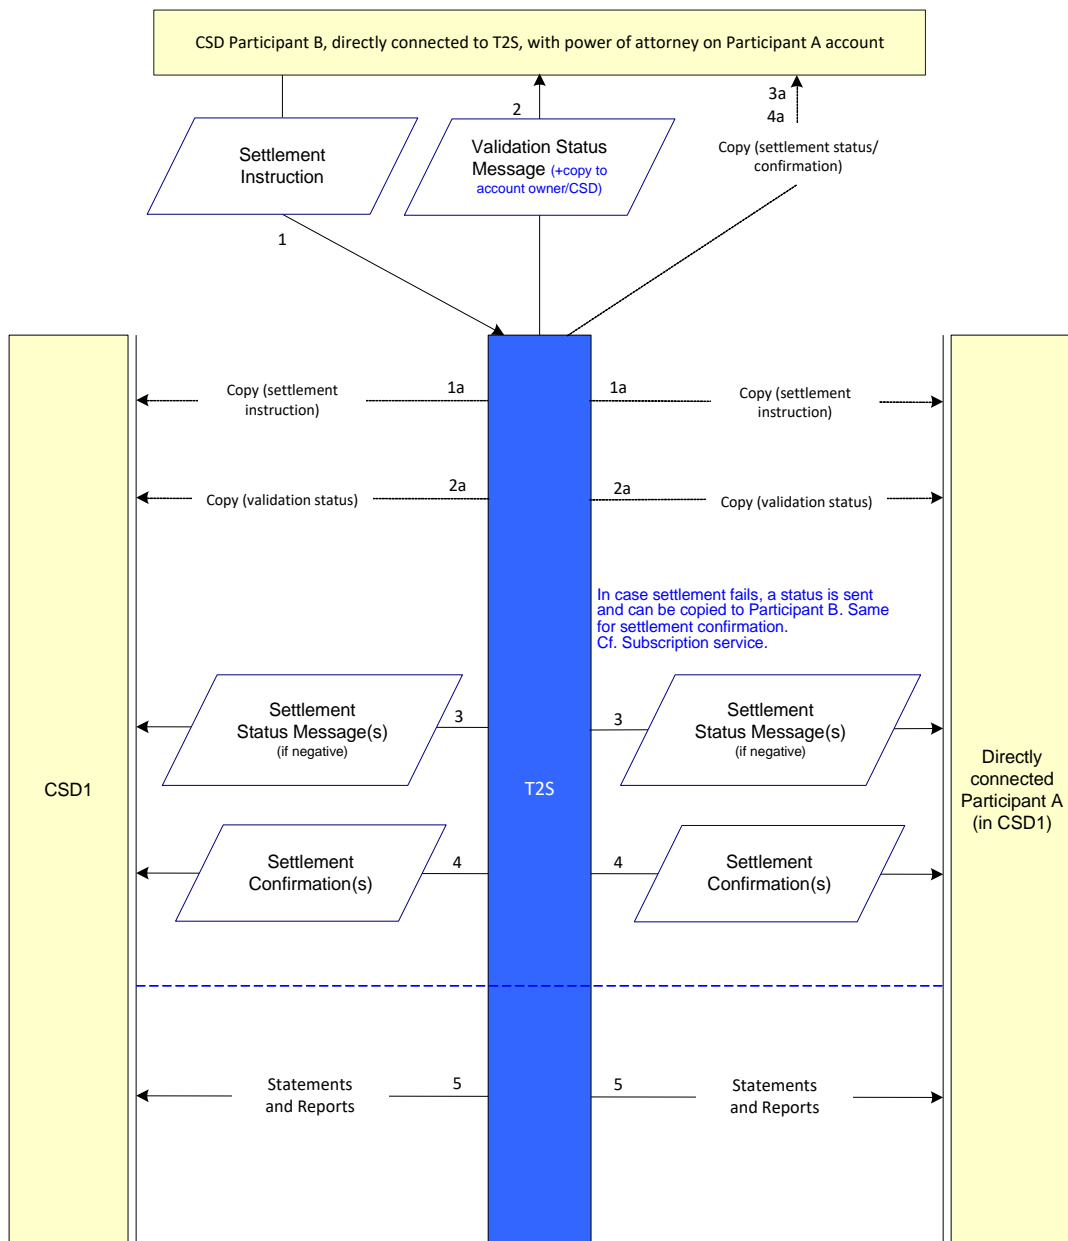 CSD Participant B, directly connected to T2S, with power of attorney on Participant A account
2
3a
4a
Settlement
Instruction
Validation Status
Message (+copy to
account owner/CSD)
Copy (settlement status/
confirmation)
1
Copy (settlement
instruction)
1a
1a
Copy (settlement
instruction)
Copy (validation status)
2a
2a
Copy (validation status)
In case settlement fails, a status is sent
and can be copied to Participant B. Same
for settlement confirmation.
Cf. Subscription service.
Settlement
Status Message(s)
(if negative)
3
3
Settlement
Status Message(s)
(if negative)
CSD1
T2S
Directly
connected
Participant A
(in CSD1)
Settlement
Confirmation(s)
4
4
Settlement
Confirmation(s)
Statements
and Reports
5
5
Statements
and Reports